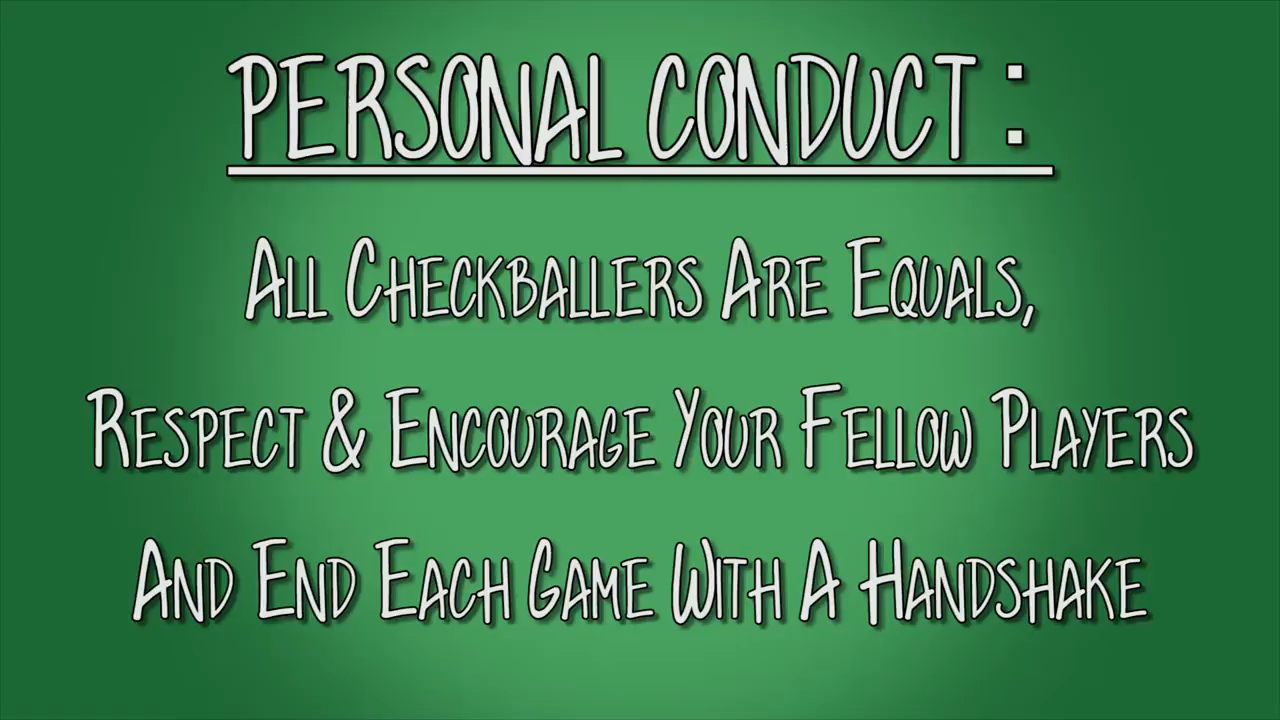 PERSONAL CONDUCT :
ALL CHECKBALLERS ARE EQUALS,
RESPECT & ENCOURAGE YOUR FELLOW PLAYERS
AND END EACH GAME WITH A HANDSHAKE